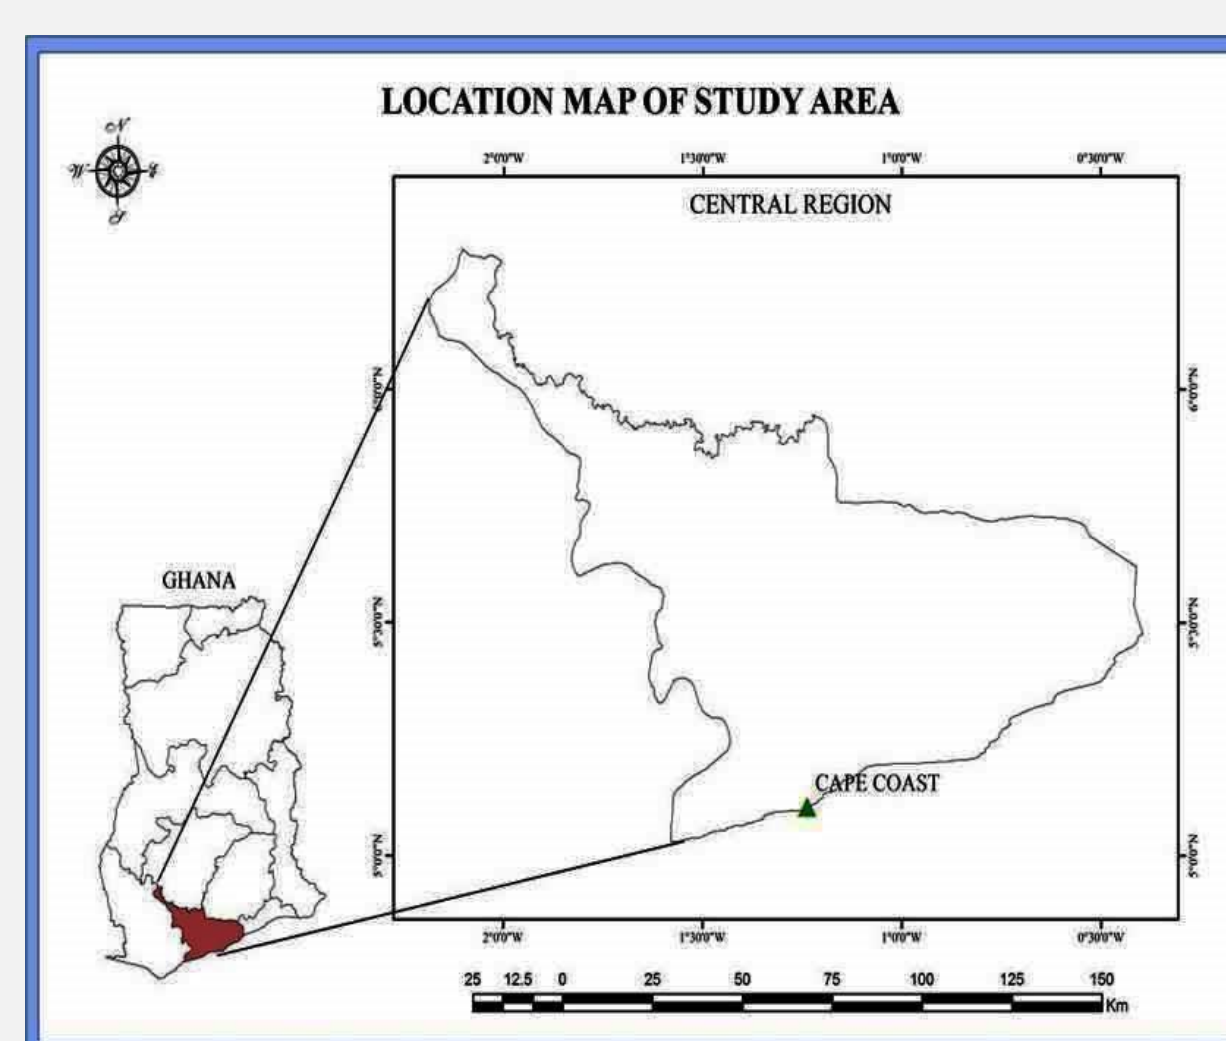 LOCATION MAP OF STUDY AREA
N
W
E
S
2°0'0"W 1°30'0"W 1°0'0"W 0°30'0"W
CENTRAL REGION
6°0'0"N 6°0'0"N
GHANA
5°30'0"N 5°30'0"N
CAPE COAST
5°0'0"N 5°0'0"N
2°0'0"W 1°30'0"W 1°0'0"W 0°30'0"W
25 12.5 0 25 50 75 100 125 150
Km